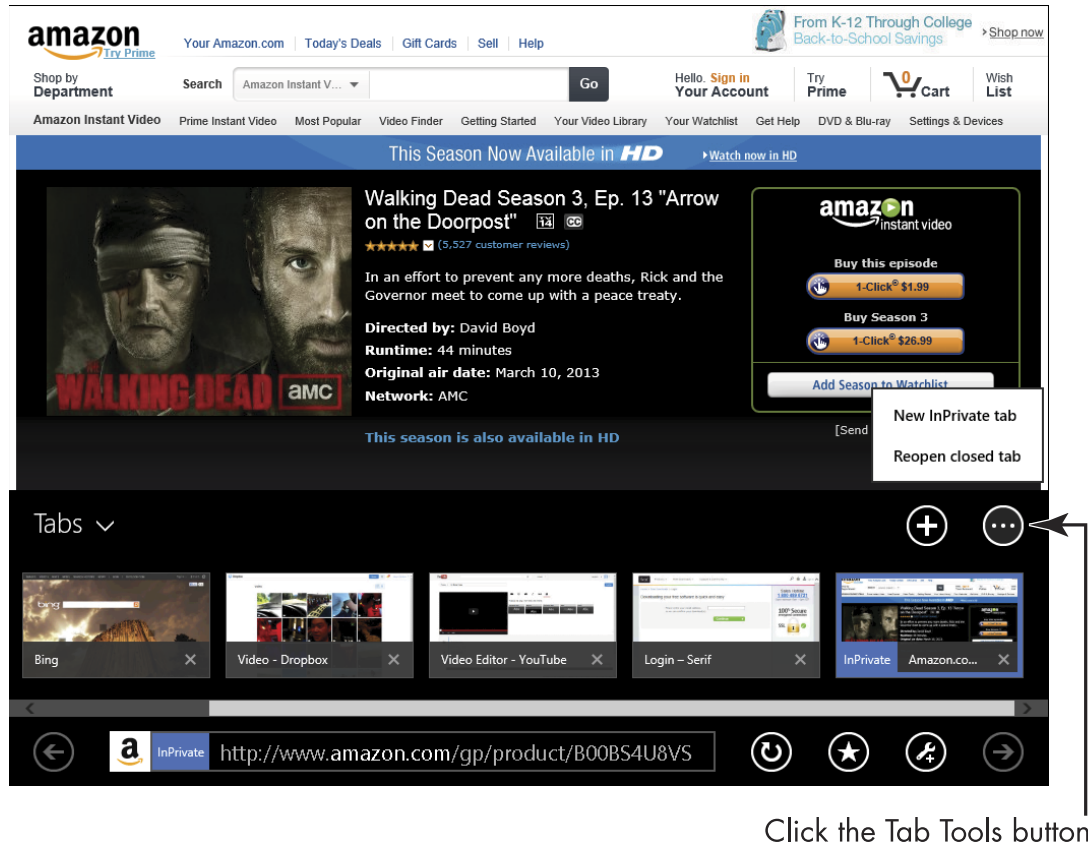 amazon
Try Prime
Your Amazon.com Today's Deals Gift Cards Sell Help
From K-12 Through College
Back-to-School Savings
Shop now
Shop by
Department
Search Amazon Instant V... Go
Hello. Sign in
Your Account
Try
Prime
0
Cart
Wish
List
Amazon Instant Video Prime Instant Video Most Popular Video Finder Getting Started Your Video Library Your Watchlist Get Help DVD & Blu-ray Settings & Devices
This Season Now Available in HD Watch now in HD
Walking Dead Season 3, Ep. 13 "Arrow
on the Doorpost" 14 CC
(5,527 customer reviews)
In an effort to prevent any more deaths, Rick and the
Governor meet to come up with a peace treaty.
Directed by: David Boyd
Runtime: 44 minutes
Original air date: March 10, 2013
Network: AMC
This season is also available in HD
THE
WALKING DEAD aMC
amazon
instant video
Buy this episode
1-Click® $1.99
Buy Season 3
1-Click® $26.99
Add Season to Watchlist
[Send
New InPrivate tab
Reopen closed tab
Tabs
bing
Bing
Video - Dropbox
Video Editor - YouTube
Login – Serif
InPrivate Amazon.co...
a InPrivate http://www.amazon.com/gp/product/B00BS4U8VS
Click the Tab Tools button